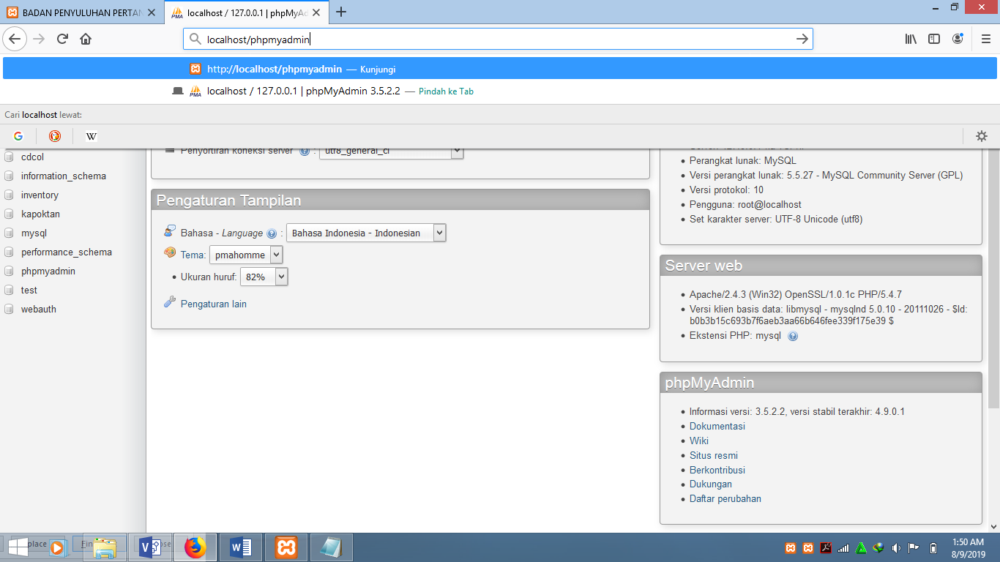 BADAN PENYULUHAN PERTAN
localhost / 127.0.0.1 | phpMyAd
localhost/phpmyadmin
http://localhost/phpmyadmin — Kunjungi
localhost / 127.0.0.1 | phpMyAdmin 3.5.2.2 — Pindah ke Tab
Cari localhost lewat:
cdcol
information_schema
inventory
kapoktan
mysql
performance_schema
phpmyadmin
test
webauth
Penyortiran koneksi server : utf8_general_ci
Pengaturan Tampilan
Bahasa - Language : Bahasa Indonesia - Indonesian
Tema: pmahomme
Ukuran huruf: 82%
Pengaturan lain
Perangkat lunak: MySQL
Versi perangkat lunak: 5.5.27 - MySQL Community Server (GPL)
Versi protokol: 10
Pengguna: root@localhost
Set karakter server: UTF-8 Unicode (utf8)
Server web
Apache/2.4.3 (Win32) OpenSSL/1.0.1c PHP/5.4.7
Versi klien basis data: libmysql - mysqlnd 5.0.10 - 20111026 - $Id:
b0b3b15c693b7f6aeb3aa66b646fee339f175e39 $
Ekstensi PHP: mysql
phpMyAdmin
Informasi versi: 3.5.2.2, versi stabil terakhir: 4.9.0.1
Dokumentasi
Wiki
Situs resmi
Berkontribusi
Dukungan
Daftar perubahan
1:50 AM
8/9/2019